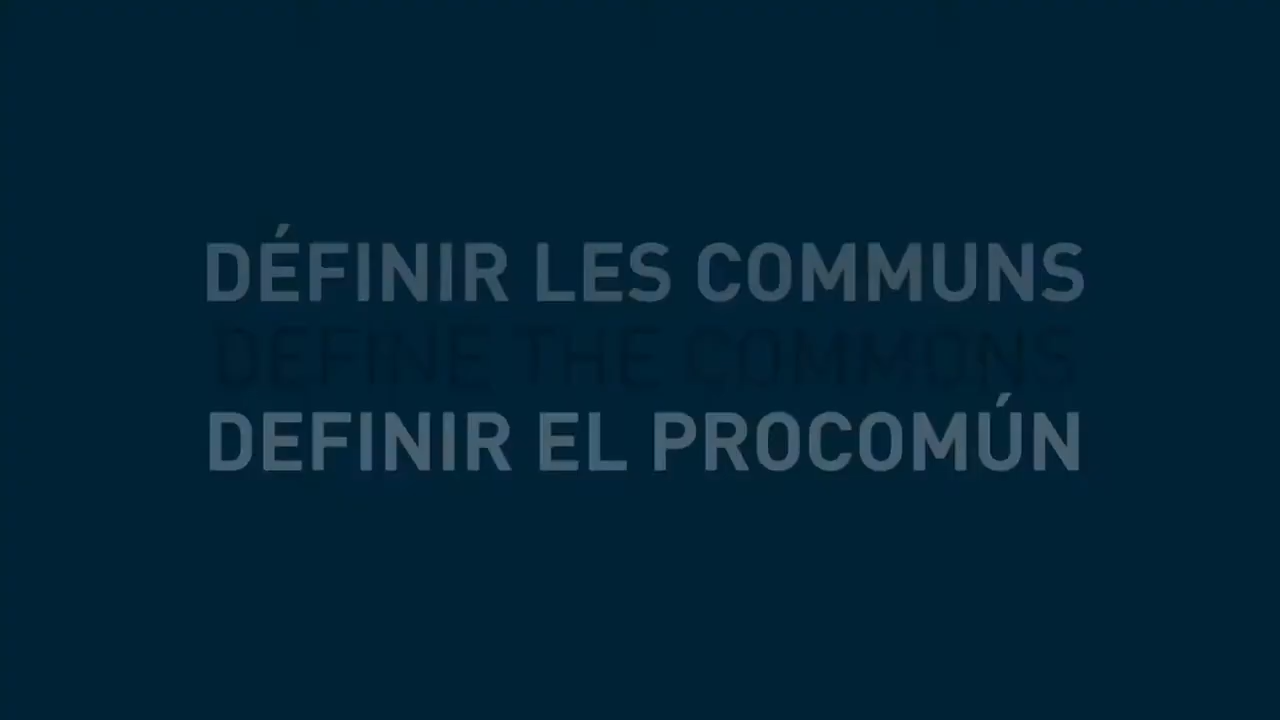 DÉFINIR LES COMMUNS
DEFINE THE COMMONS
DEFINIR EL PROCOMÚN